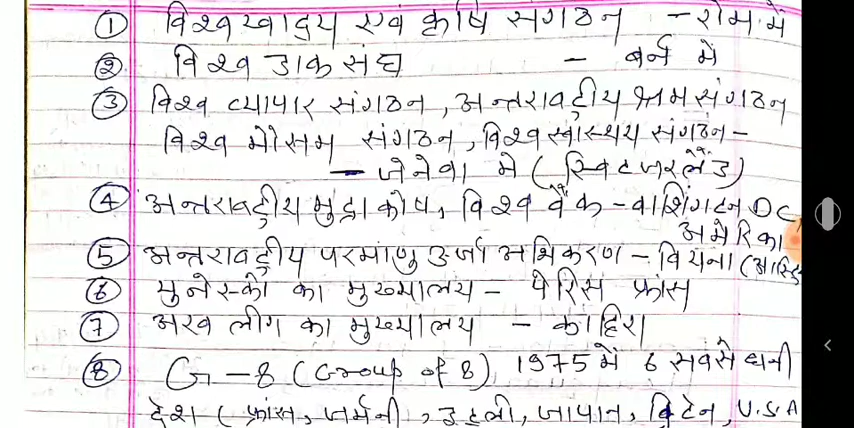 ① विश्व खाद्य एवं कृषि संगठन - रोम में
② विश्व डाक संघ - बर्न में
③ विश्व व्यापार संगठन, अन्तराष्ट्रीय श्रम संगठन
विश्व मौसम संगठन, विश्व स्वास्थय संगठन -
- जेनेवा मे (स्विटजरलैंड)
④ अन्तराष्ट्रीय मुद्रा कोष, विश्व बैंक - वाशिंगटन DC,
अमेरिका
⑤ अन्तराष्ट्रीय परमाणु उर्जा अभिकरण - वियना (
⑥ युनेस्को का मुख्यालय - पेरिस फ्रांस
⑦ अरब लीग का मुख्यालय - काहिरा
⑧ G-8 (Group of 8) 1975 में 6 सबसे धनी
देश (फ्रांस, जर्मनी, इटली, जापान, ब्रिटेन, U.S.A